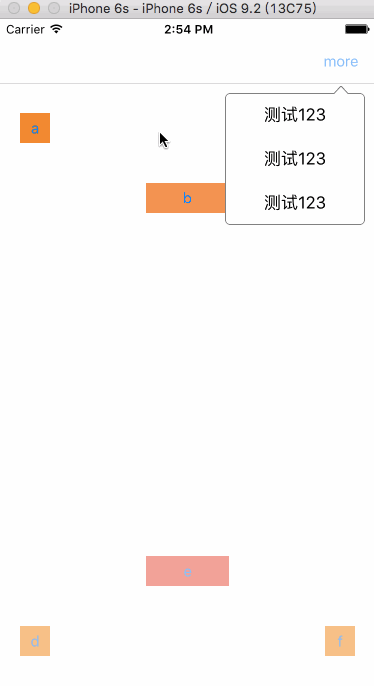 iPhone 6s - iPhone 6s / iOS 9.2 (13C75)
Carrier 2:54 PM
more
a
测试123
b
测试123
测试123
d
f